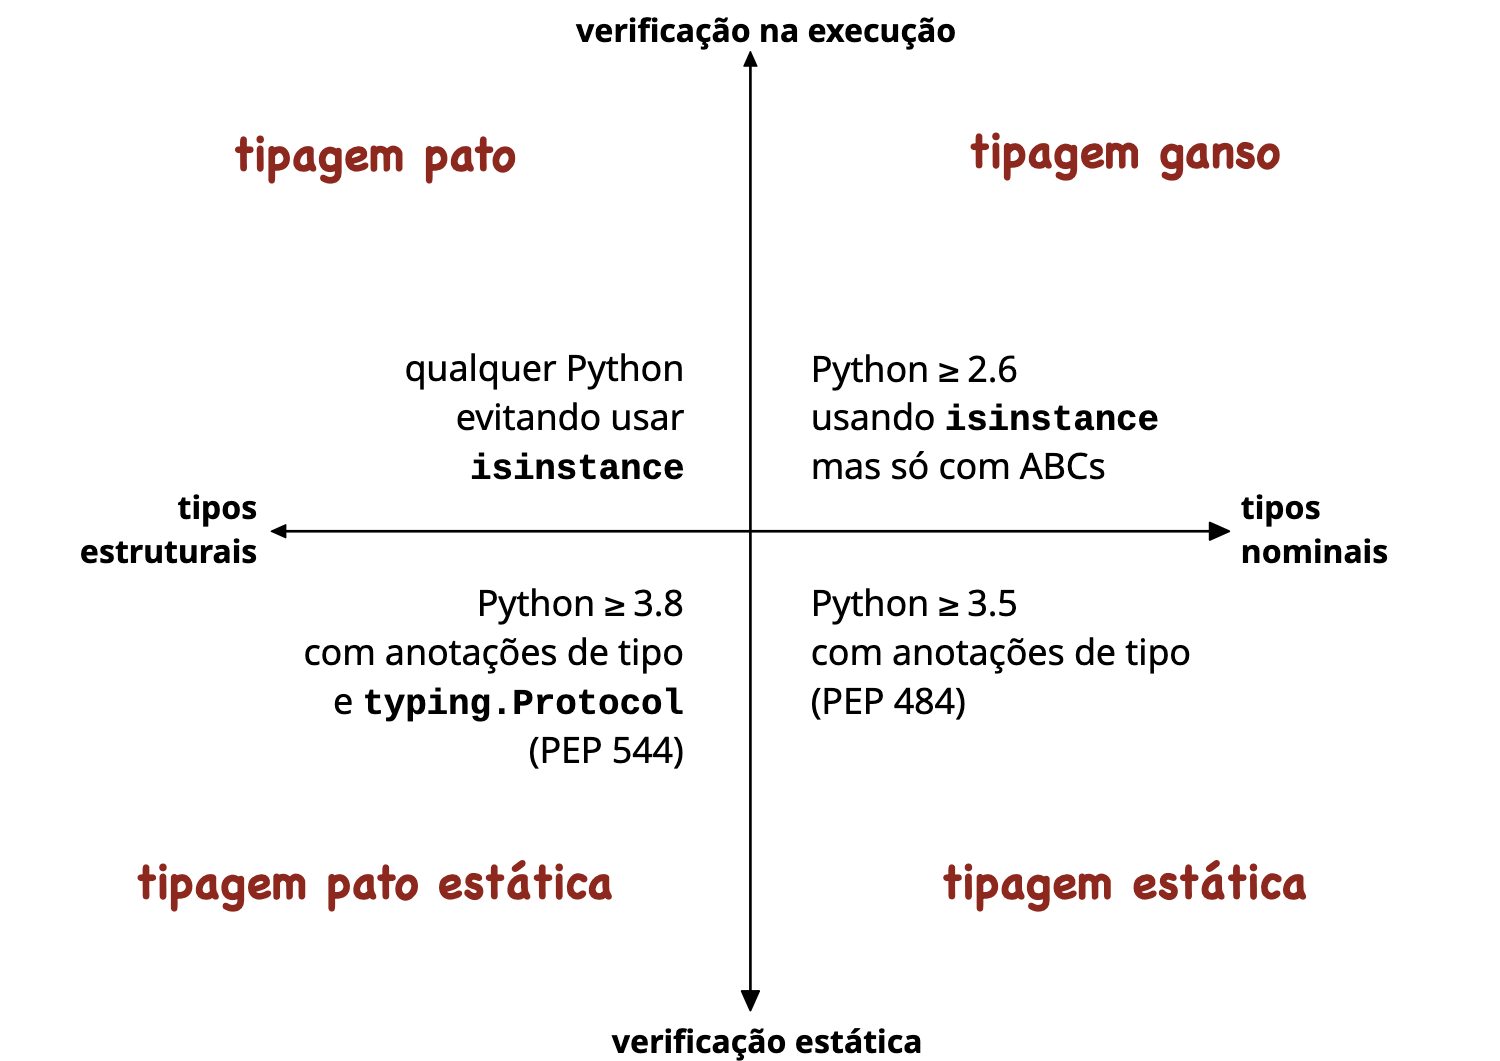 verificação na execução
tipagem pato
tipagem ganso
qualquer Python
evitando usar
isinstance
Python ≥ 2.6
usando isinstance
mas só com ABCs
tipos
estruturais
tipos
nominais
Python ≥ 3.8
com anotações de tipo
e typing.Protocol
(PEP 544)
Python ≥ 3.5
com anotações de tipo
(PEP 484)
tipagem pato estática
tipagem estática
verificação estática